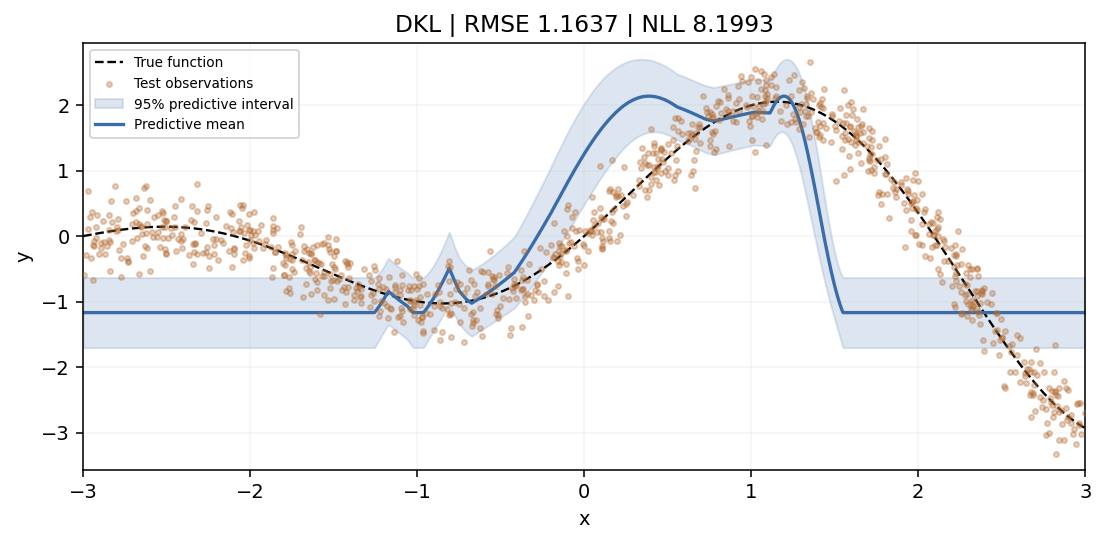 DKL | RMSE 1.1637 | NLL 8.1993
True function
Test observations
95% predictive interval
Predictive mean
y
2
1
0
−1
−2
−3
−3
−2
−1
0
1
2
3
x